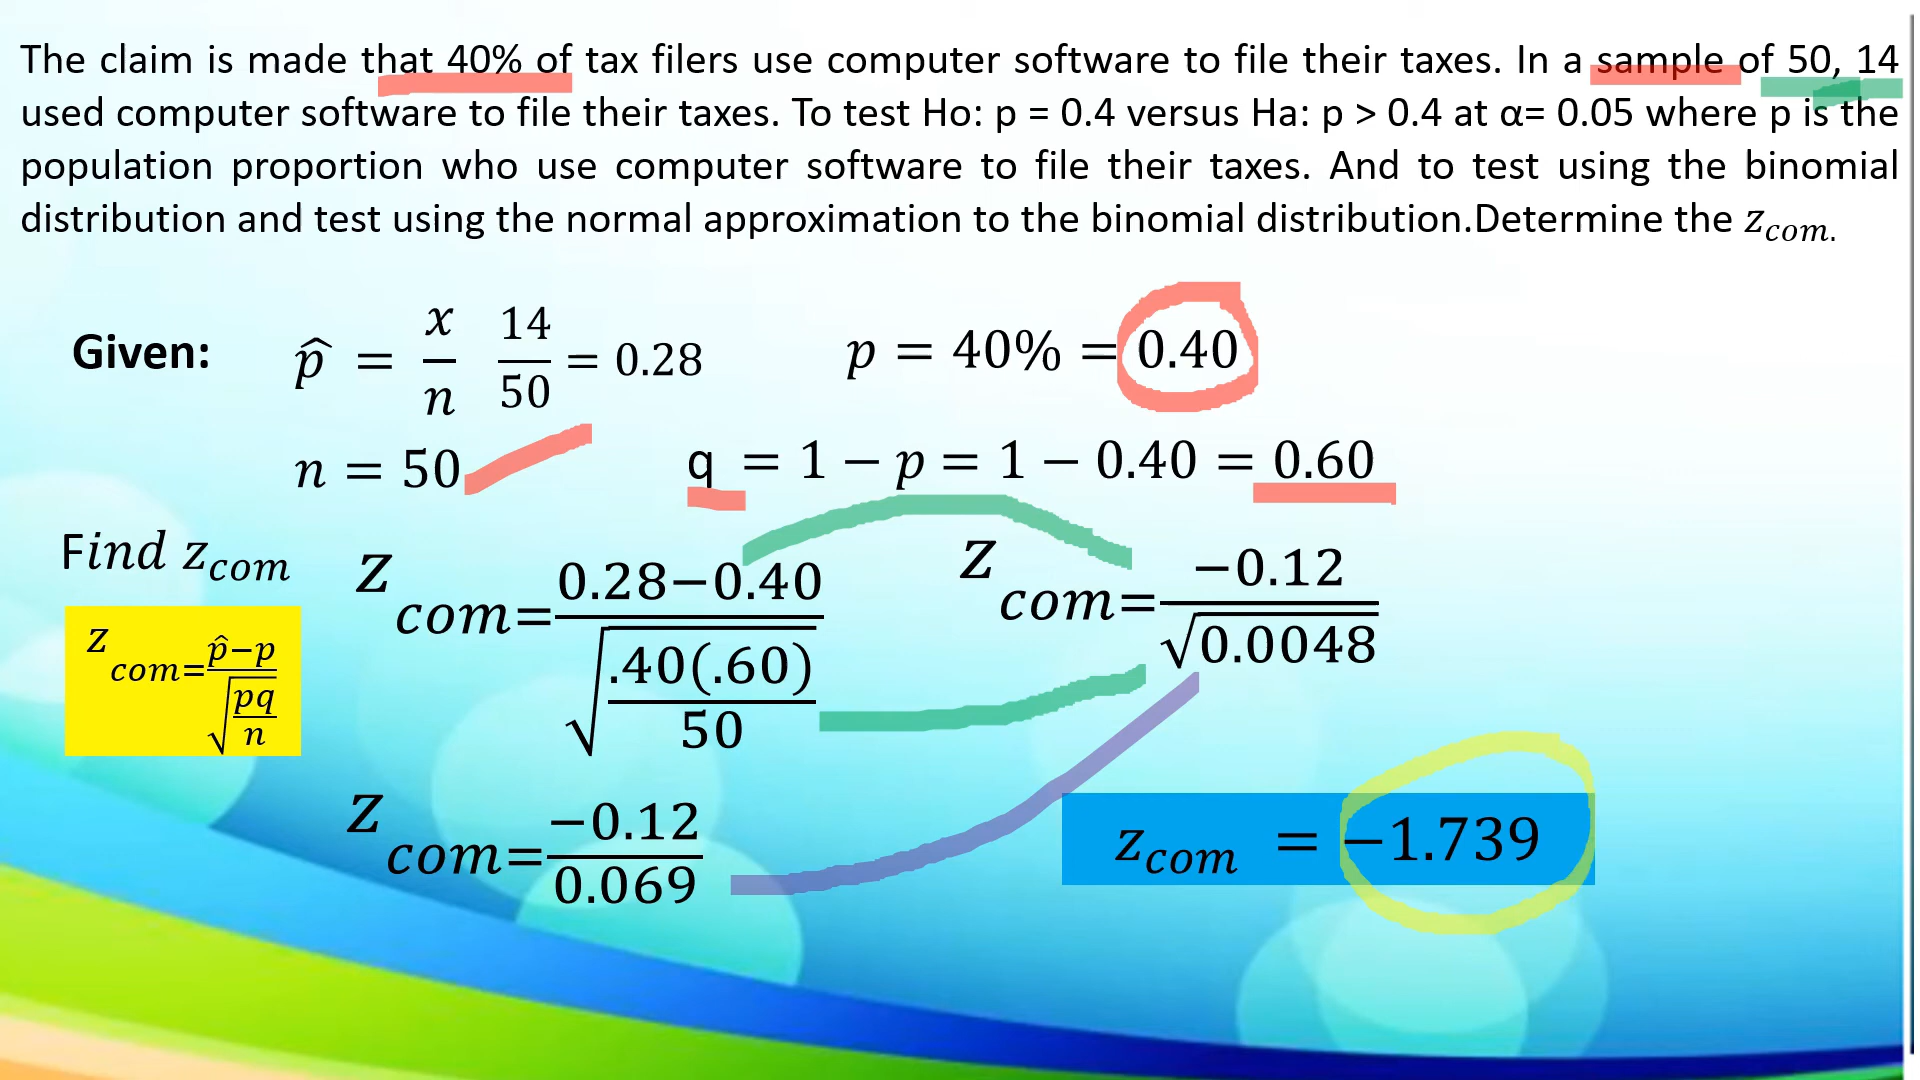 The claim is made that 40% of tax filers use computer software to file their taxes. In a sample of 50, 14
used computer software to file their taxes. To test Ho: p = 0.4 versus Ha: p > 0.4 at α= 0.05 where p is the
population proportion who use computer software to file their taxes. And to test using the binomial
distribution and test using the normal approximation to the binomial distribution.Determine the z_com.
Given: p̂ = x/n 14/50 = 0.28 p = 40% = 0.40
n = 50 q = 1 − p = 1 − 0.40 = 0.60
Find z_com z_com= (0.28−0.40)/√(.40(.60)/50) z_com= −0.12/√0.0048
z_com= (p̂−p)/√(pq/n)
z_com= −0.12/0.069 z_com = −1.739